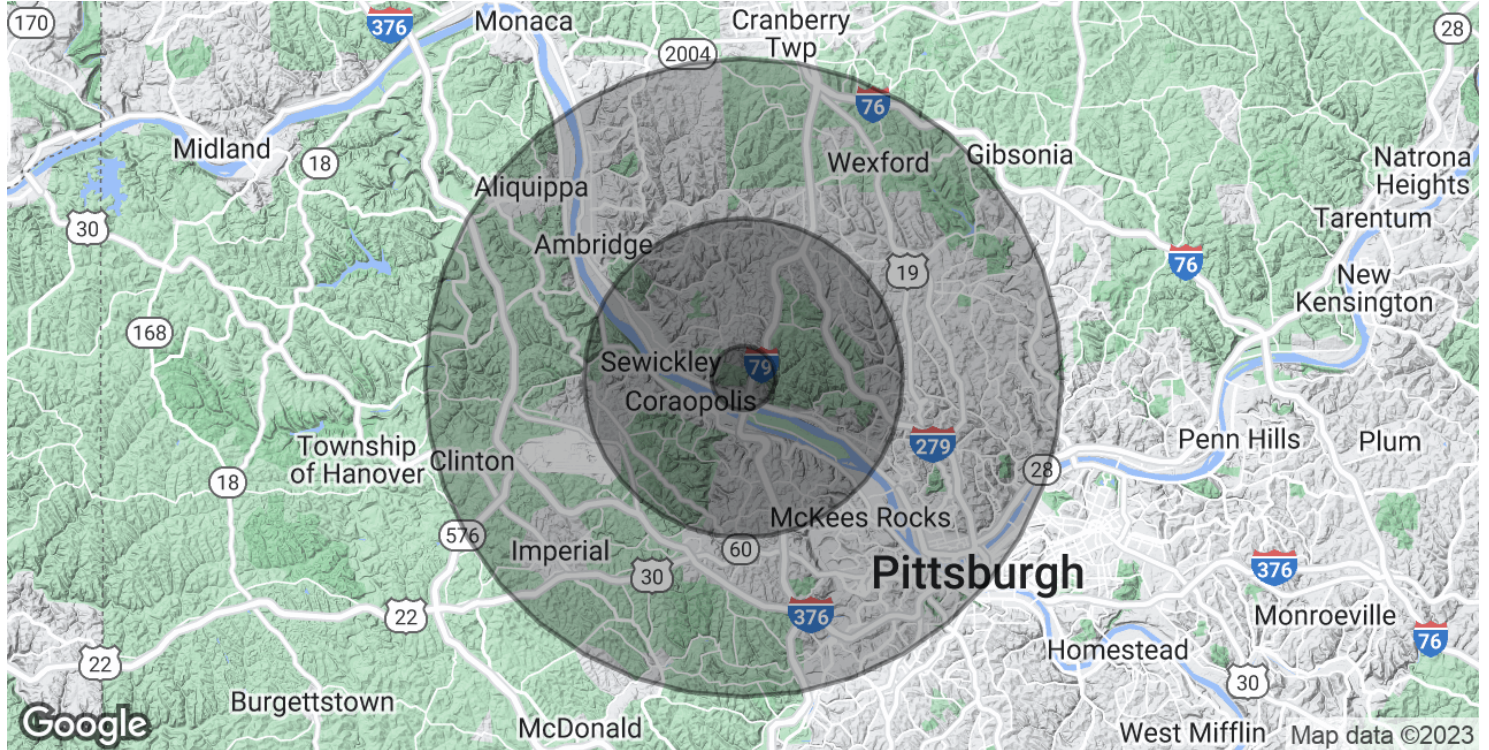 170
376
Monaca
Cranberry
Twp
28
2004
76
Midland
18
Wexford
Gibsonia
Natrona
Heights
Aliquippa
Tarentum
30
Ambridge
19
76
New
Kensington
168
Sewickley
79
Coraopolis
Township
of Hanover
Clinton
279
Penn Hills
Plum
18
28
McKees Rocks
576
Imperial
60
30
Pittsburgh
376
22
376
Monroeville
76
22
Homestead
30
Burgettstown
McDonald
West Mifflin
Google
Map data ©2023